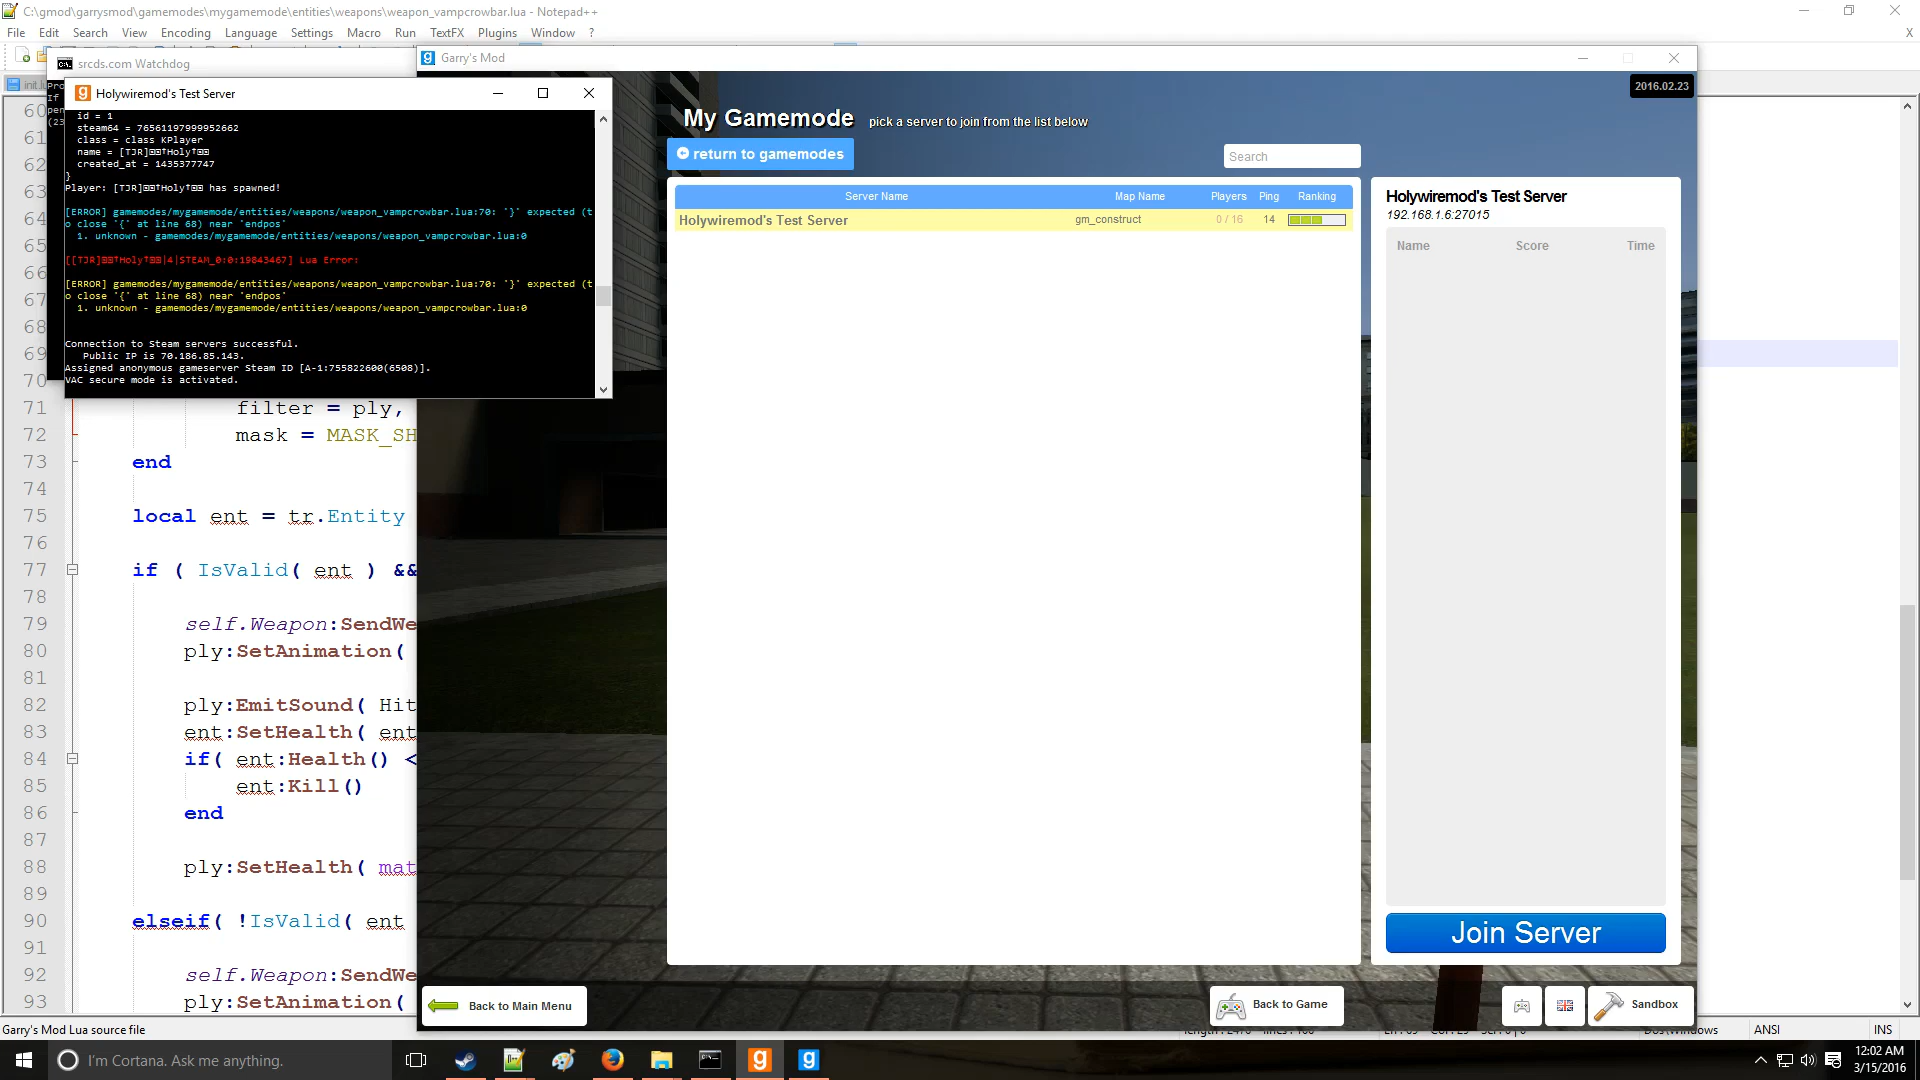 C:\gmod\garrysmod\gamemodes\mygamemode\entities\weapons\weapon_vampcrowbar.lua - Notepad++
File Edit Search View Encoding Language Settings Macro Run TextFX Plugins Window ? X
srcds.com Watchdog
Garry's Mod
2016.02.23
Holywiremod's Test Server
id = 1
steam64 = 76561197999952662
class = class KPlayer
created_at = 1435377747
}
has spawned!
[ERROR] gamemodes/mygamemode/entities/weapons/weapon_vampcrowbar.lua:70: '}' expected (t
o close '{' at line 68) near 'endpos'
1. unknown - gamemodes/mygamemode/entities/weapons/weapon_vampcrowbar.lua:0
|4|STEAM_0:0:19843467] Lua Error:
[ERROR] gamemodes/mygamemode/entities/weapons/weapon_vampcrowbar.lua:70: '}' expected (t
o close '{' at line 68) near 'endpos'
1. unknown - gamemodes/mygamemode/entities/weapons/weapon_vampcrowbar.lua:0
Connection to Steam servers successful.
Public IP is 70.186.85.143.
Assigned anonymous gameserver Steam ID [A-1:755822600(6508)].
VAC secure mode is activated.
My Gamemode pick a server to join from the list below
return to gamemodes
Search
Server Name Map Name Players Ping Ranking
Holywiremod's Test Server gm_construct 0 / 16 14
Holywiremod's Test Server
192.168.1.6:27015
Name Score Time
Join Server
60
61
62
63
64
65
66
67
68
69
70
71 filter = ply,
72 mask = MASK_SH
73 end
74
75 local ent = tr.Entity
76
77 if ( IsValid( ent ) &&
78
79 self.Weapon:SendWe
80 ply:SetAnimation(
81
82 ply:EmitSound( Hit
83 ent:SetHealth( ent
84 if( ent:Health() <
85 ent:Kill()
86 end
87
88 ply:SetHealth( mat
89
90 elseif( !IsValid( ent
91
92 self.Weapon:SendWe
93 ply:SetAnimation(
Back to Main Menu
Back to Game
Sandbox
Garry's Mod Lua source file
ANSI INS
I'm Cortana. Ask me anything.
12:02 AM
3/15/2016